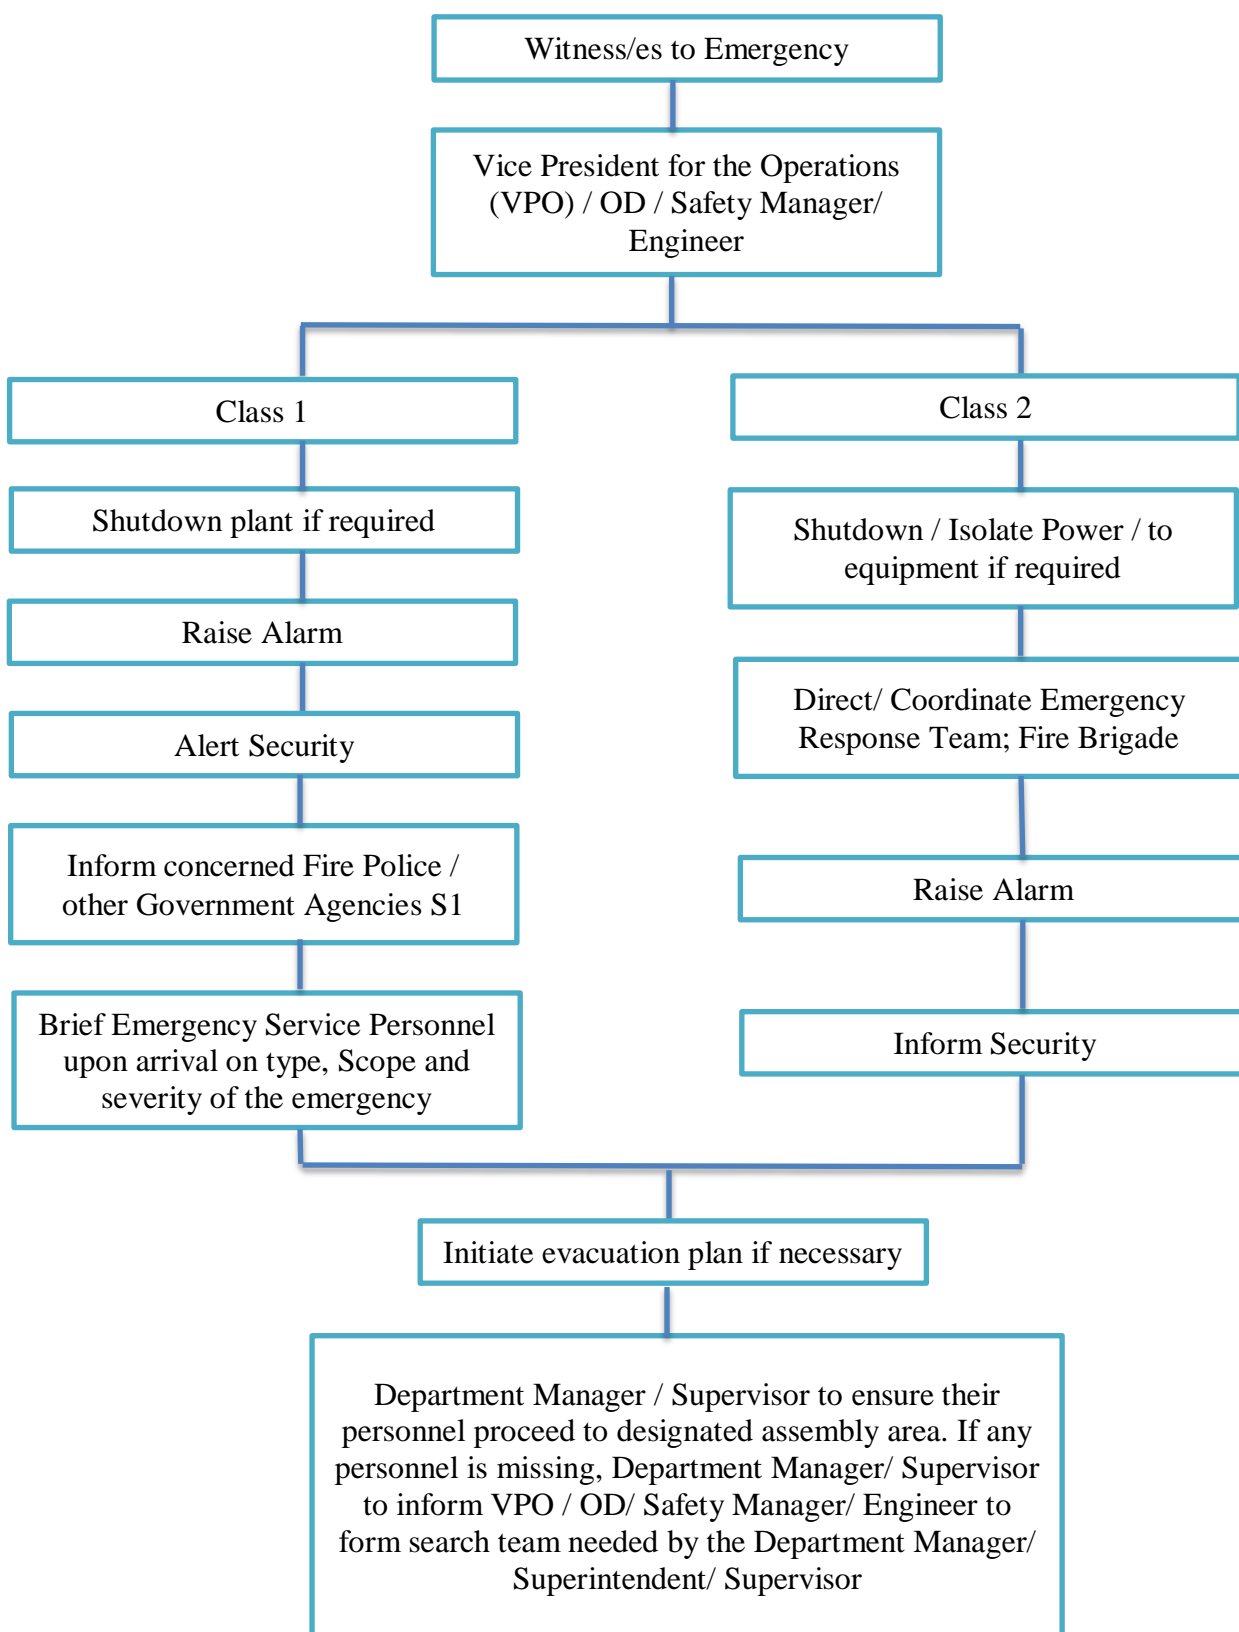 Witness/es to Emergency
Vice President for the Operations
(VPO) / OD / Safety Manager/
Engineer
Class 1
Shutdown plant if required
Raise Alarm
Alert Security
Inform concerned Fire Police /
other Government Agencies S1
Brief Emergency Service Personnel
upon arrival on type, Scope and
severity of the emergency
Class 2
Shutdown / Isolate Power / to
equipment if required
Direct/ Coordinate Emergency
Response Team; Fire Brigade
Raise Alarm
Inform Security
Initiate evacuation plan if necessary
Department Manager / Supervisor to ensure their
personnel proceed to designated assembly area. If any
personnel is missing, Department Manager/ Supervisor
to inform VPO / OD/ Safety Manager/ Engineer to
form search team needed by the Department Manager/
Superintendent/ Supervisor